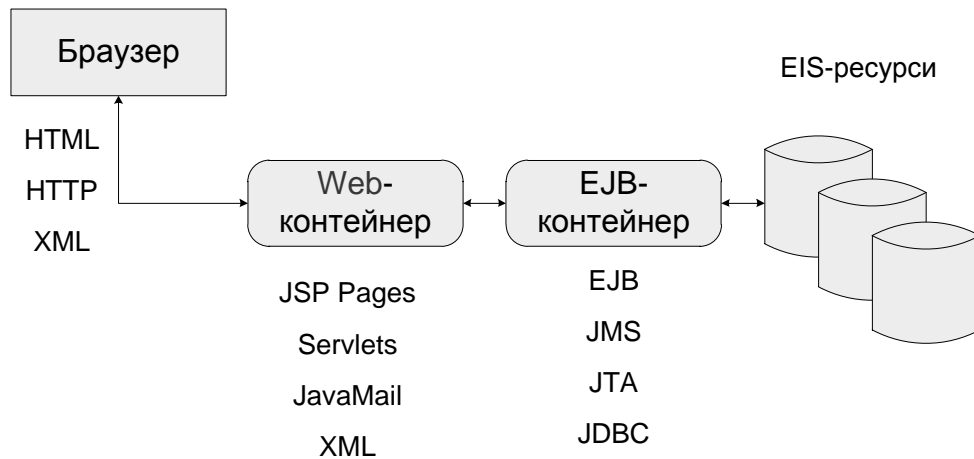 Браузер
EIS-ресурси
HTML
HTTP
XML
Web-
контейнер
EJB-
контейнер
JSP Pages
Servlets
JavaMail
XML
EJB
JMS
JTA
JDBC